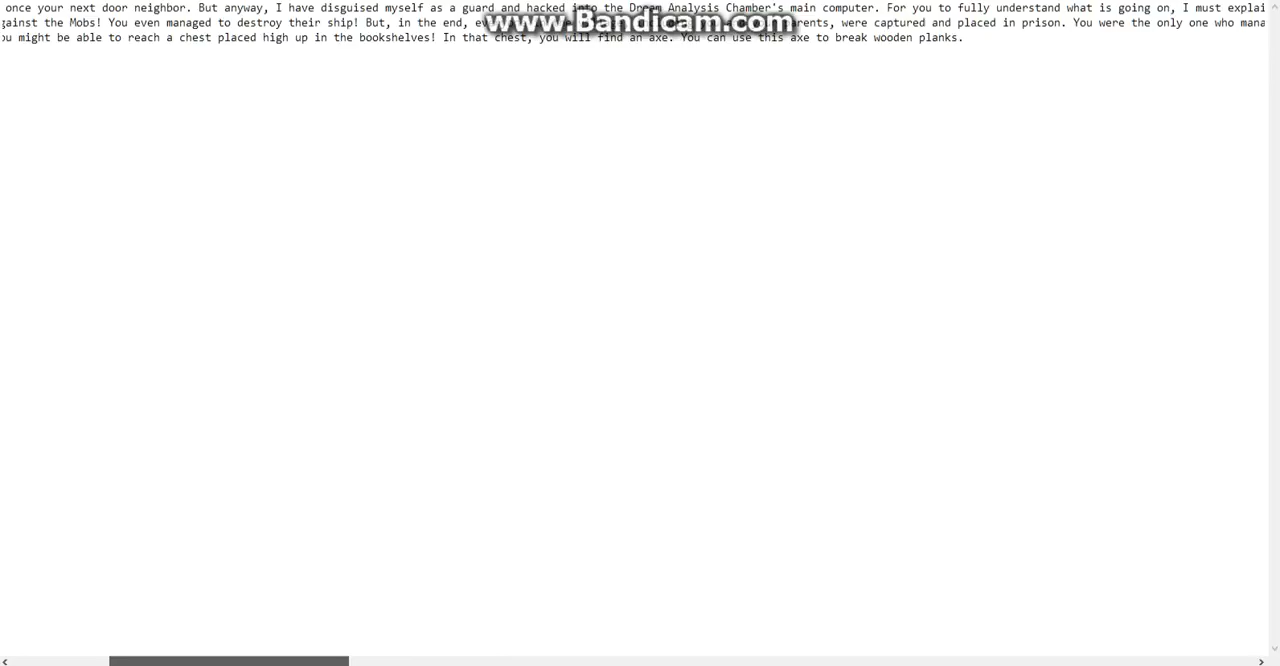 once your next door neighbor. But anyway, I have disguised myself as a guard and hacked into the Dream Analysis Chamber's main computer. For you to fully understand what is going on, I must explai
gainst the Mobs! You even managed to destroy their ship! But, in the end, were captured and placed in prison. You were the only one who mana
ou might be able to reach a chest placed high up in the bookshelves! In that chest, you will find an axe. You can use this axe to break wooden planks.
www.Bandicam.com